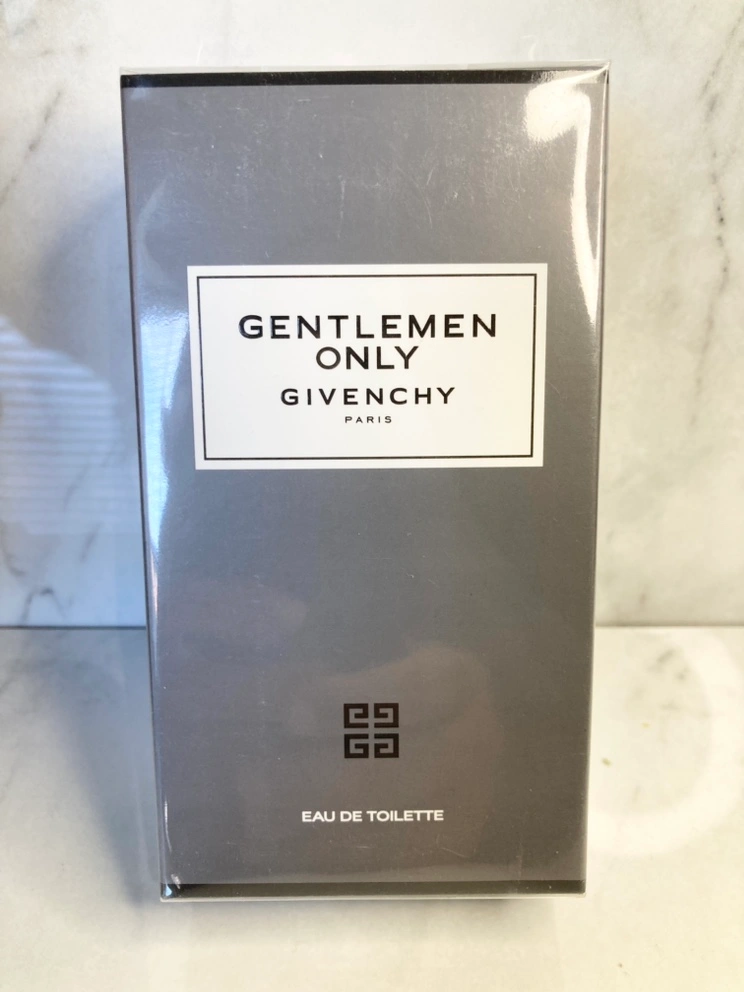 GENTLEMEN
ONLY
GIVENCHY
PARIS
EAU DE TOILETTE